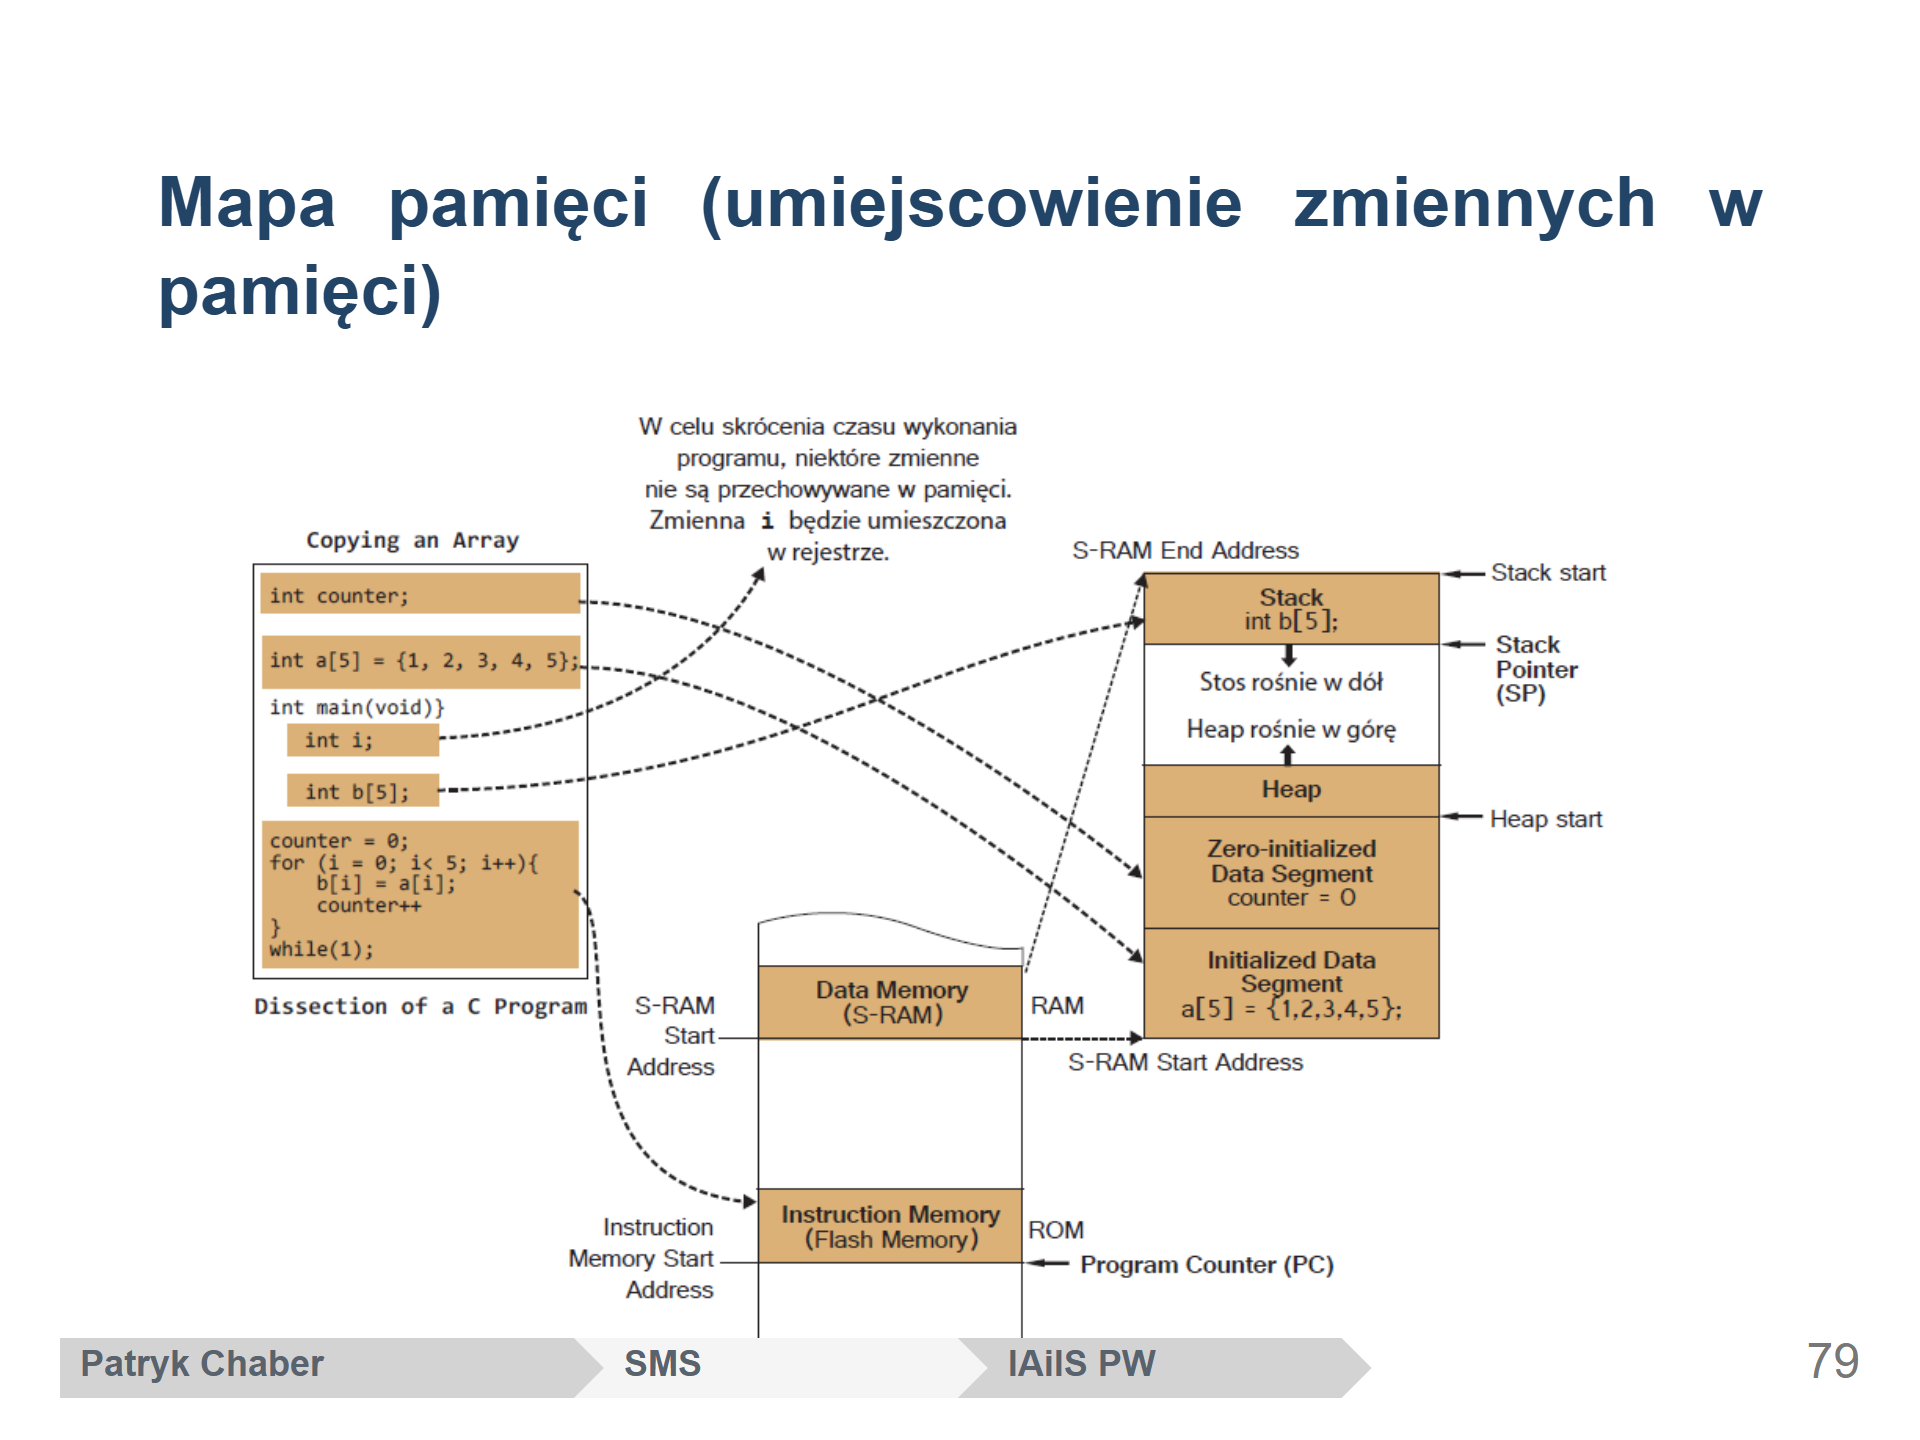 Mapa pamięci (umiejscowienie zmiennych w
pamięci)
W celu skrócenia czasu wykonania
programu, niektóre zmienne
nie są przechowywane w pamięci.
Zmienna i będzie umieszczona
w rejestrze.
Copying an Array
int counter;
int a[5] = {1, 2, 3, 4, 5};
int main(void)}
int i;
int b[5];
counter = 0;
for (i = 0; i< 5; i++){
b[i] = a[i];
counter++
}
while(1);
Dissection of a C Program
S-RAM End Address
Stack
int b[5];
Stos rośnie w dół
Heap rośnie w górę
Heap
Zero-initialized
Data Segment
counter = 0
Initialized Data
Segment
a[5] = {1,2,3,4,5};
Stack start
Stack
Pointer
(SP)
Heap start
S-RAM Start Address
S-RAM
Start
Address
Data Memory
(S-RAM)
RAM
Instruction
Memory Start
Address
Instruction Memory
(Flash Memory)
ROM
Program Counter (PC)
Patryk Chaber
SMS
IAiIS PW
79